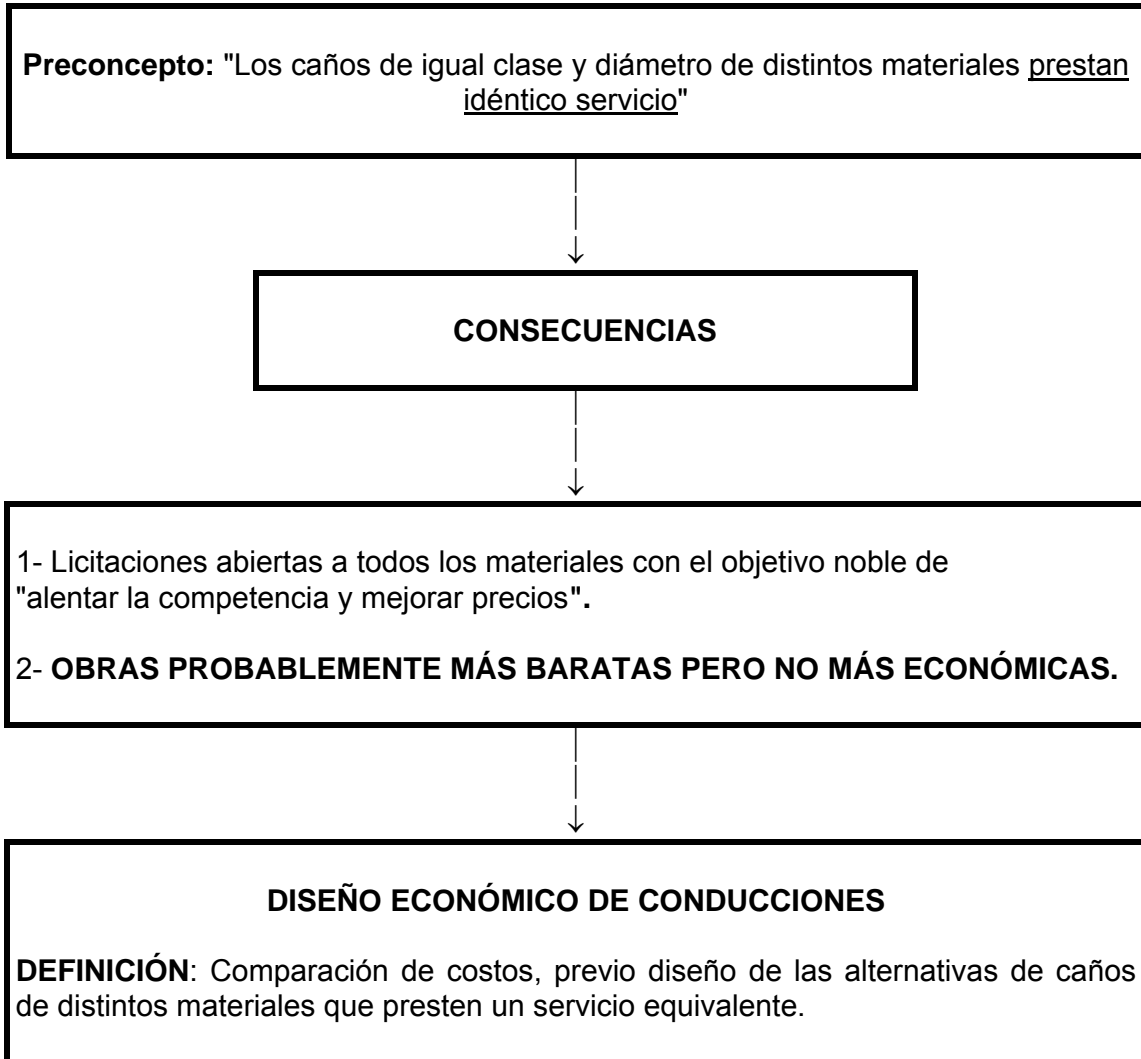 Preconcepto: "Los caños de igual clase y diámetro de distintos materiales prestan
idéntico servicio"
CONSECUENCIAS
1- Licitaciones abiertas a todos los materiales con el objetivo noble de
"alentar la competencia y mejorar precios".
2- OBRAS PROBABLEMENTE MÁS BARATAS PERO NO MÁS ECONÓMICAS.
DISEÑO ECONÓMICO DE CONDUCCIONES
DEFINICIÓN: Comparación de costos, previo diseño de las alternativas de caños
de distintos materiales que presten un servicio equivalente.